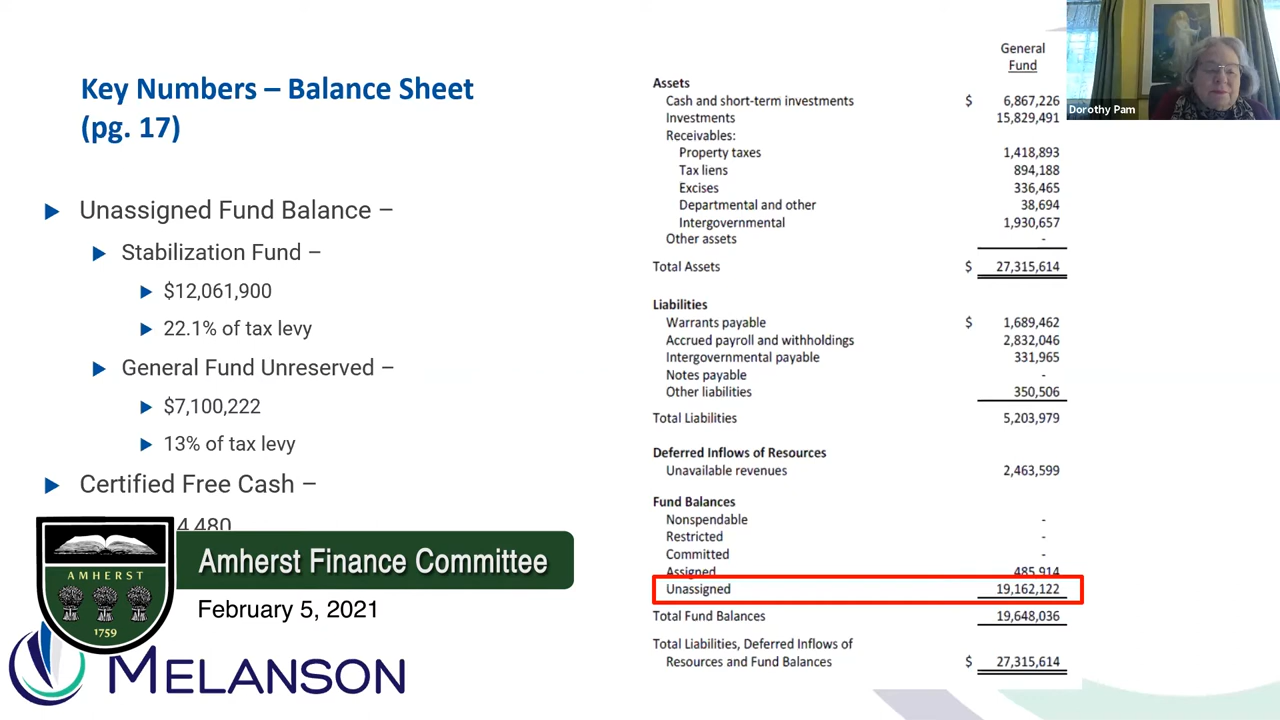 Key Numbers – Balance Sheet
(pg. 17)
Unassigned Fund Balance –
Stabilization Fund –
$12,061,900
22.1% of tax levy
General Fund Unreserved –
$7,100,222
13% of tax levy
Certified Free Cash –
4,480
AMHERST
1759
Amherst Finance Committee
February 5, 2021
MELANSON
General
Fund
Assets
Cash and short-term investments $ 6,867,226
Investments 15,829,491
Receivables:
Property taxes 1,418,893
Tax liens 894,188
Excises 336,465
Departmental and other 38,694
Intergovernmental 1,930,657
Other assets -
Total Assets $ 27,315,614
Liabilities
Warrants payable $ 1,689,462
Accrued payroll and withholdings 2,832,046
Intergovernmental payable 331,965
Notes payable -
Other liabilities 350,506
Total Liabilities 5,203,979
Deferred Inflows of Resources
Unavailable revenues 2,463,599
Fund Balances
Nonspendable -
Restricted -
Committed -
Assigned 485,914
Unassigned 19,162,122
Total Fund Balances 19,648,036
Total Liabilities, Deferred Inflows of
Resources and Fund Balances $ 27,315,614
Dorothy Pam